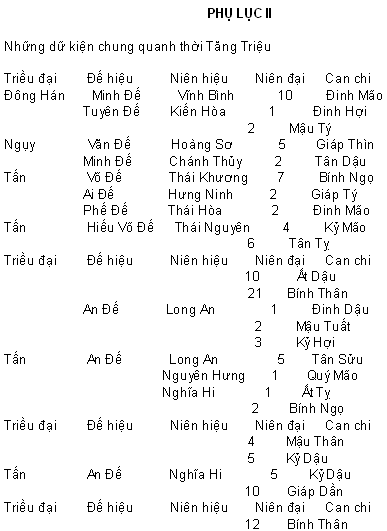 PHỤ LỤC II
Những dữ kiện chung quanh thời Tăng Triệu
Triều đại Đế hiệu Niên hiệu Niên đại Can chi
Đông Hán Minh Đế Vĩnh Bình 10 Đinh Mão
Tuyên Đế Kiến Hòa 1 Đinh Hợi
2 Mậu Tý
Ngụy Văn Đế Hoàng Sơ 5 Giáp Thìn
Minh Đế Chánh Thủy 2 Tân Dậu
Tấn Võ Đế Thái Khương 7 Bính Ngọ
Ai Đế Hưng Ninh 2 Giáp Tý
Phế Đế Thái Hòa 2 Đinh Mão
Tấn Hiếu Võ Đế Thái Nguyên 4 Kỹ Mão
6 Tân Tỵ
Triều đại Đế hiệu Niên hiệu Niên đại Can chi
10 Ất Dậu
21 Bính Thân
An Đế Long An 1 Đinh Dậu
2 Mậu Tuất
3 Kỹ Hợi
Tấn An Đế Long An 5 Tân Sửu
Nguyên Hưng 1 Quý Mão
Nghĩa Hi 1 Ất Tỵ
2 Bính Ngọ
Triều đại Đế hiệu Niên hiệu Niên đại Can chi
4 Mậu Thân
5 Kỹ Dậu
Tấn An Đế Nghĩa Hi 5 Kỹ Dậu
10 Giáp Dần
Triều đại Đế hiệu Niên hiệu Niên đại Can chi
12 Bính Thân